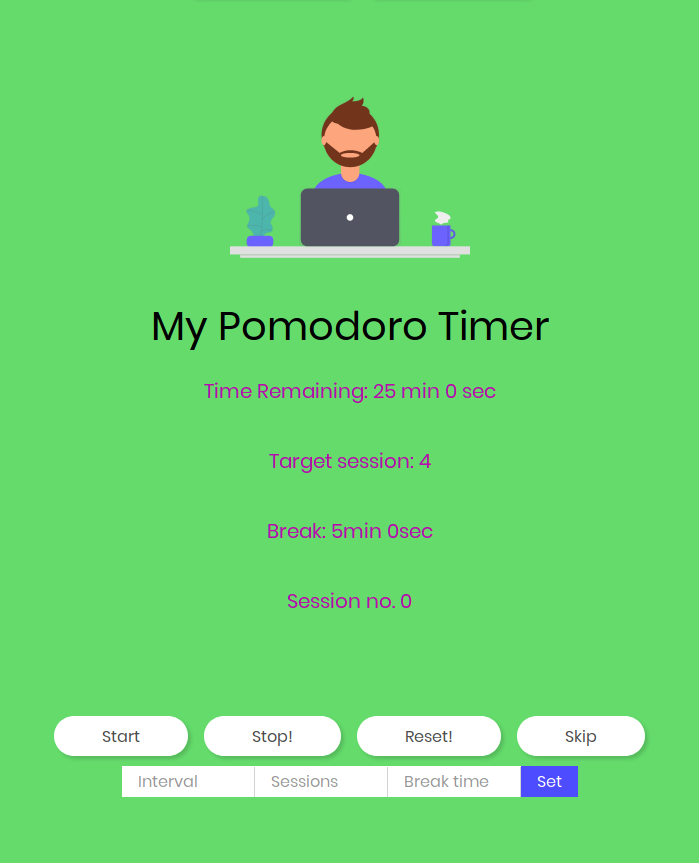 My Pomodoro Timer
Time Remaining: 25 min 0 sec
Target session: 4
Break: 5min 0sec
Session no. 0
Start Stop! Reset! Skip
Interval Sessions Break time Set